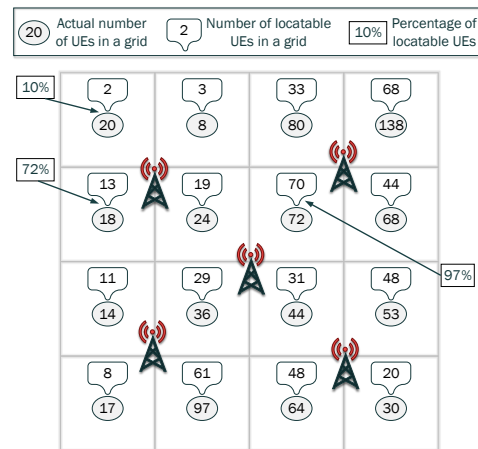 20 Actual number of UEs in a grid
2 Number of locatable UEs in a grid
10% Percentage of locatable UEs
10%
2 3 33 68
20 8 80 138
72%
13 19 70 44
18 24 72 68
97%
11 29 31 48
14 36 44 53
8 61 48 20
17 97 64 30